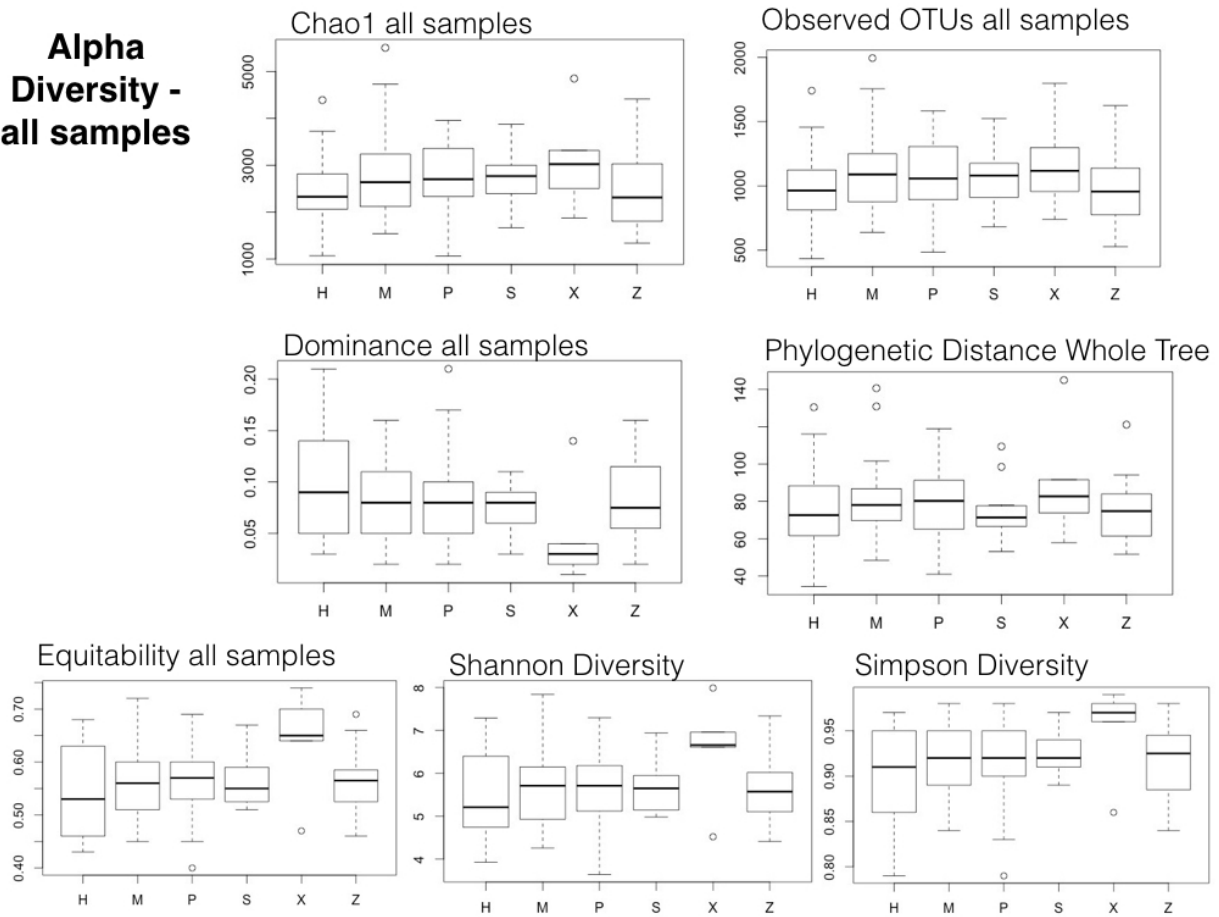 Alpha
Diversity -
all samples
Chao1 all samples
5000
3000
1000
H M P S X Z
Observed OTUs all samples
2000
1500
1000
500
H M P S X Z
Dominance all samples
0.20
0.15
0.10
0.05
H M P S X Z
Phylogenetic Distance Whole Tree
140
100
80
60
40
H M P S X Z
Equitability all samples
0.70
0.60
0.50
0.40
H M P S X Z
Shannon Diversity
8
7
6
5
4
H M P S X Z
Simpson Diversity
0.95
0.90
0.85
0.80
H M P S X Z